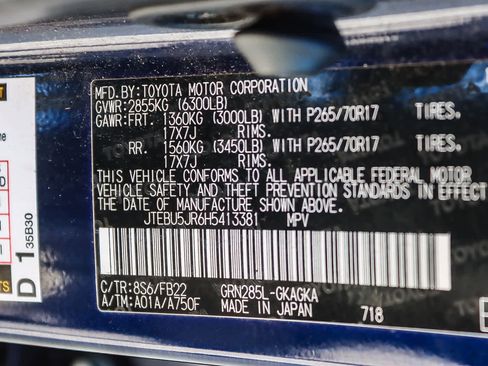 MFD. BY:TOYOTA MOTOR CORPORATION
GVWR:2855KG (6300LB)
GAWR:FRT. 1360KG (3000LB) WITH P265/70R17 TIRES.
17X7J RIMS.
RR. 1560KG (3450LB) WITH P265/70R17 TIRES.
17X7J RIMS.
THIS VEHICLE CONFORMS TO ALL APPLICABLE FEDERAL MOTOR
VEHICLE SAFETY AND THEFT PREVENTION STANDARDS IN EFFECT
THE DATE OF MANUFACTURE SHOWN ABOVE.
JTEBU5JR6H5413381 MPV
C/TR:8S6/FB22 GRN285L-GKAGKA
A/TM:A01A/A750F MADE IN JAPAN 718
D 1 35B30